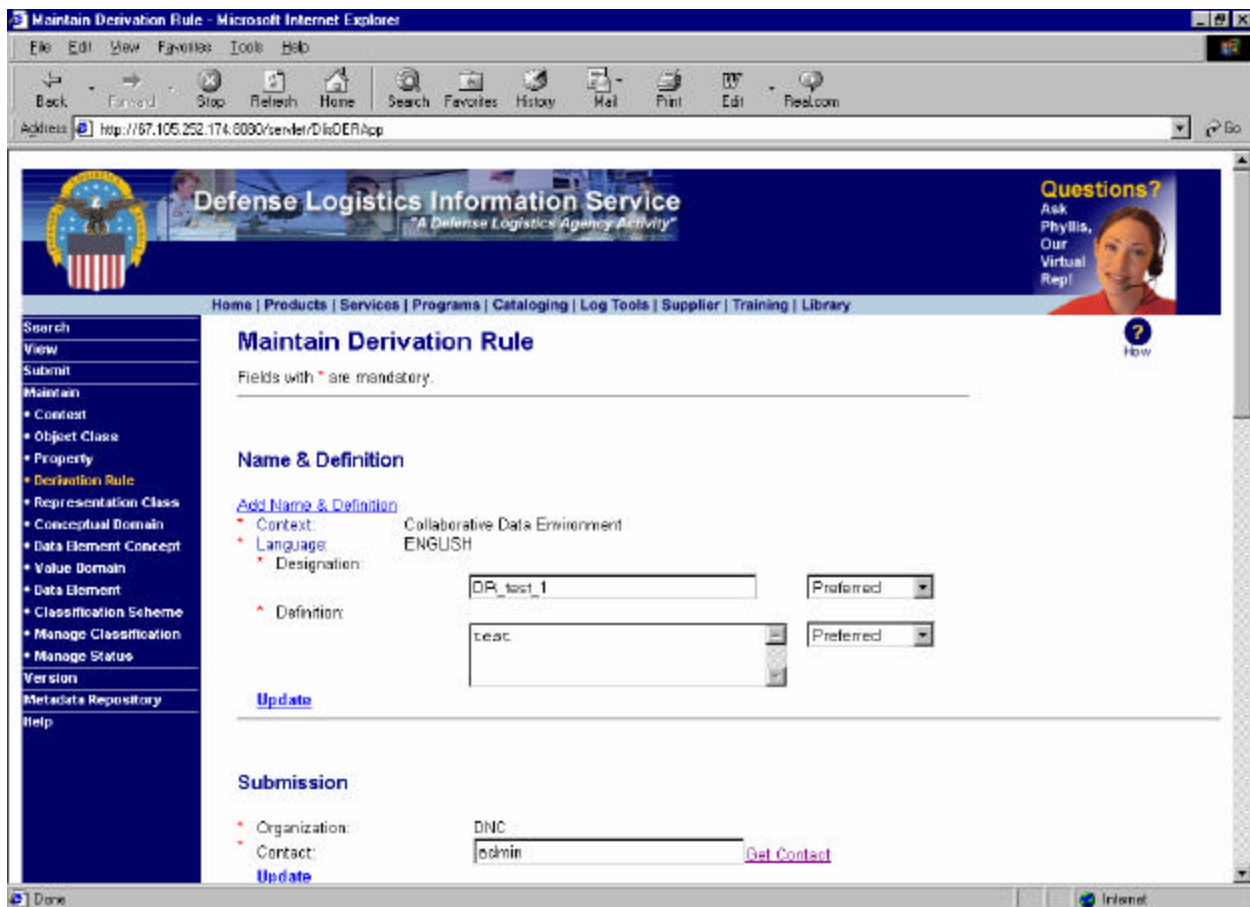 Maintain Derivation Rule - Microsoft Internet Explorer
File Edit View Favorites Tools Help
Back Forward Stop Refresh Home Search Favorites History Mail Print Edit Real.com
Address http://67.105.252.174:8080/servlet/DlisDERApp Go
Defense Logistics Information Service
"A Defense Logistics Agency Activity"
Questions?
Ask
Phyllis,
Our
Virtual
Rep!
Home | Products | Services | Programs | Cataloging | Log Tools | Supplier | Training | Library
Search
View
Submit
Maintain
• Context
• Object Class
• Property
• Derivation Rule
• Representation Class
• Conceptual Domain
• Data Element Concept
• Value Domain
• Data Element
• Classification Scheme
• Manage Classification
• Manage Status
Version
Metadata Repository
Help
Maintain Derivation Rule
?
How
Fields with * are mandatory.
Name & Definition
Add Name & Definition
* Context: Collaborative Data Environment
* Language: ENGLISH
* Designation:
DR_test_1 Preferred
* Definition:
test Preferred
Update
Submission
* Organization: DNC
* Contact: admin Get Contact
Update
Done Internet